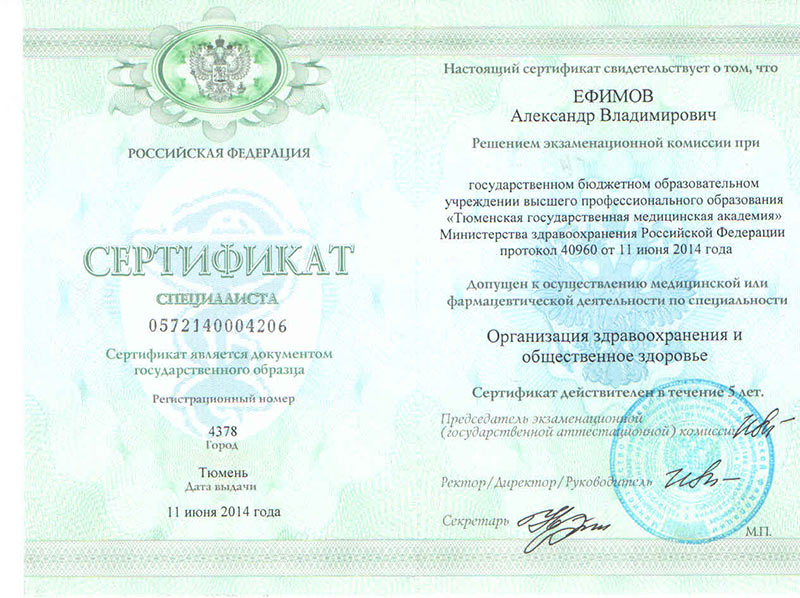 РОССИЙСКАЯ ФЕДЕРАЦИЯ
СЕРТИФИКАТ
СПЕЦИАЛИСТА
0572140004206
Сертификат является документом
государственного образца
Регистрационный номер
4378
Город
Тюмень
Дата выдачи
11 июня 2014 года
Настоящий сертификат свидетельствует о том, что
ЕФИМОВ
Александр Владимирович
Решением экзаменационной комиссии при
государственном бюджетном образовательном
учреждении высшего профессионального образования
«Тюменская государственная медицинская академия»
Министерства здравоохранения Российской Федерации
протокол 40960 от 11 июня 2014 года
Допущен к осуществлению медицинской или
фармацевтической деятельности по специальности
Организация здравоохранения и
общественное здоровье
Сертификат действителен в течение 5 лет.
Председатель экзаменационной
(государственной аттестационной) комиссии
Ректор/Директор/Руководитель
Секретарь
М.П.